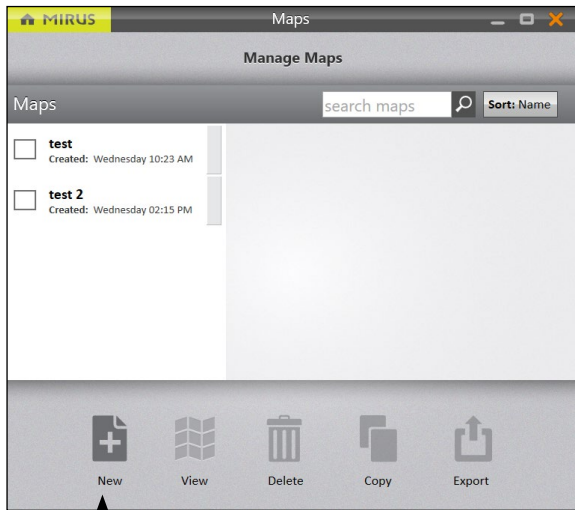 MIRUS Maps
Manage Maps
Maps search maps Sort: Name
test
Created: Wednesday 10:23 AM
test 2
Created: Wednesday 02:15 PM
New View Delete Copy Export